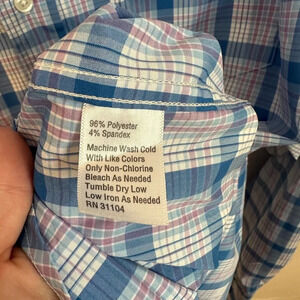 96% Polyester
4% Spandex
Machine Wash Cold
With Like Colors
Only Non-Chlorine
Bleach As Needed
Tumble Dry Low
Low Iron As Needed
RN 31104